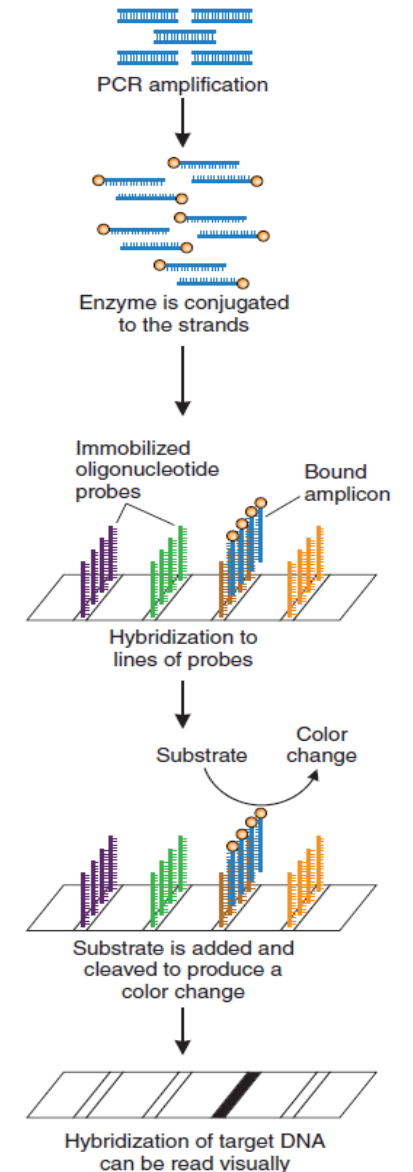 PCR amplification
Enzyme is conjugated
to the strands
Immobilized
oligonucleotide
probes
Bound
amplicon
Hybridization to
lines of probes
Substrate
Color
change
Substrate is added and
cleaved to produce a
color change
Hybridization of target DNA
can be read visually